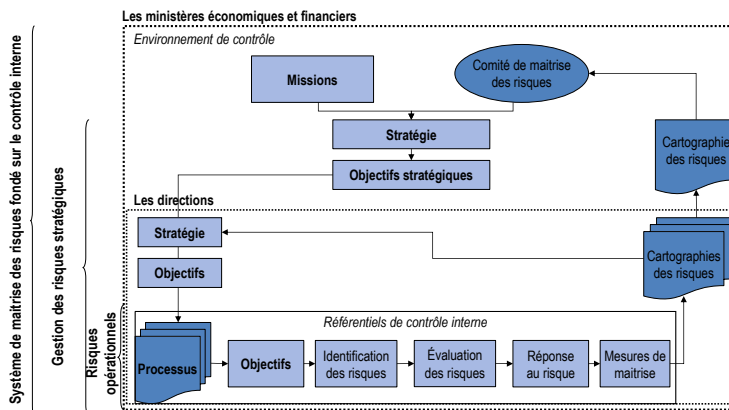 Les ministères économiques et financiers
Environnement de contrôle
Missions
Comité de maitrise
des risques
Stratégie
Objectifs stratégiques
Cartographie
des risques
Les directions
Stratégie
Objectifs
Cartographies
des risques
Référentiels de contrôle interne
Processus
Objectifs
Identification
des risques
Évaluation
des risques
Réponse
au risque
Mesures de
maitrise
Système de maitrise des risques fondé sur le contrôle interne
Gestion des risques stratégiques
Risques
opérationnels